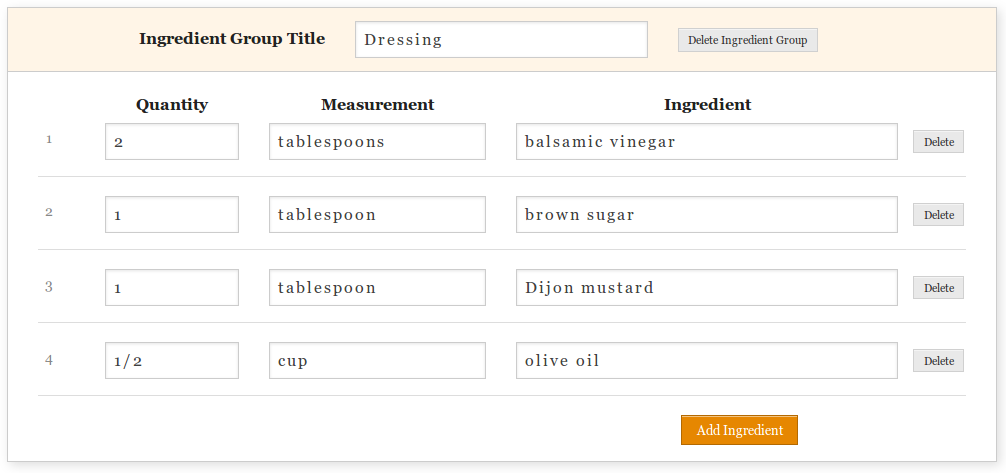 Ingredient Group Title Dressing Delete Ingredient Group
Quantity Measurement Ingredient
1 2 tablespoons balsamic vinegar Delete
2 1 tablespoon brown sugar Delete
3 1 tablespoon Dijon mustard Delete
4 1/2 cup olive oil Delete
Add Ingredient